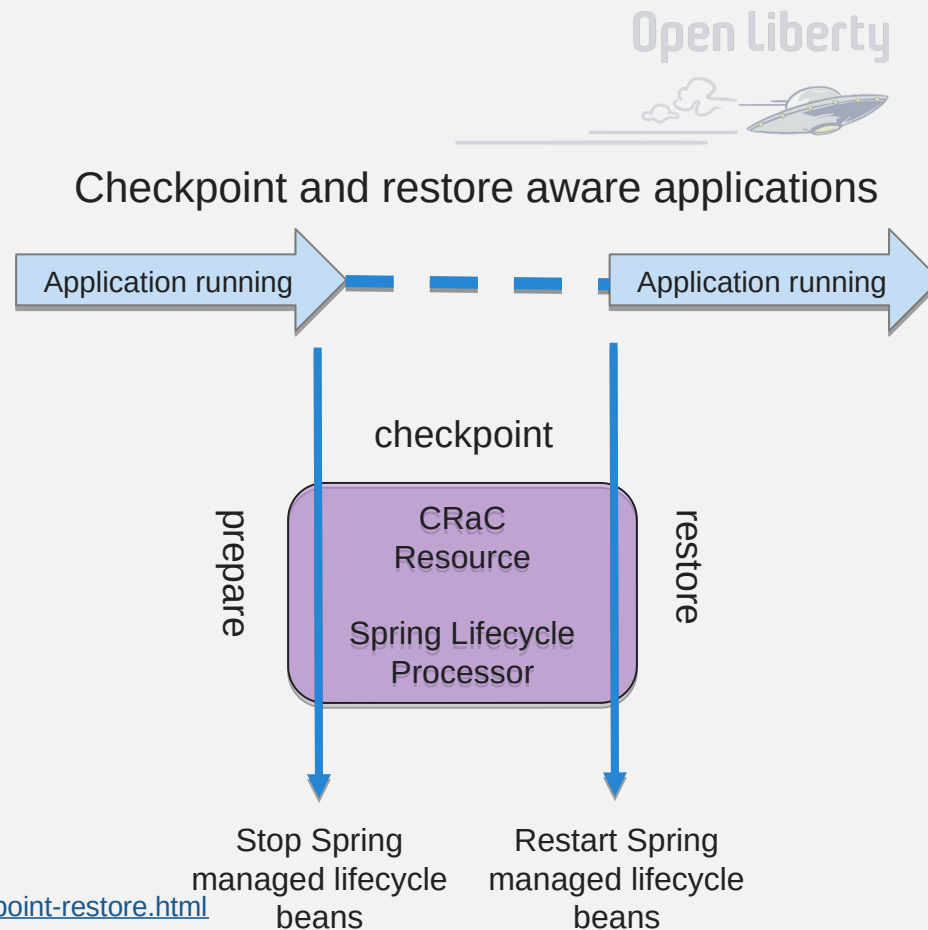 Open Liberty
Checkpoint and restore aware applications
Application running
Application running
checkpoint
prepare
CRaC
Resource
Spring Lifecycle
Processor
restore
Stop Spring
managed lifecycle
beans
Restart Spring
managed lifecycle
beans
point-restore.html